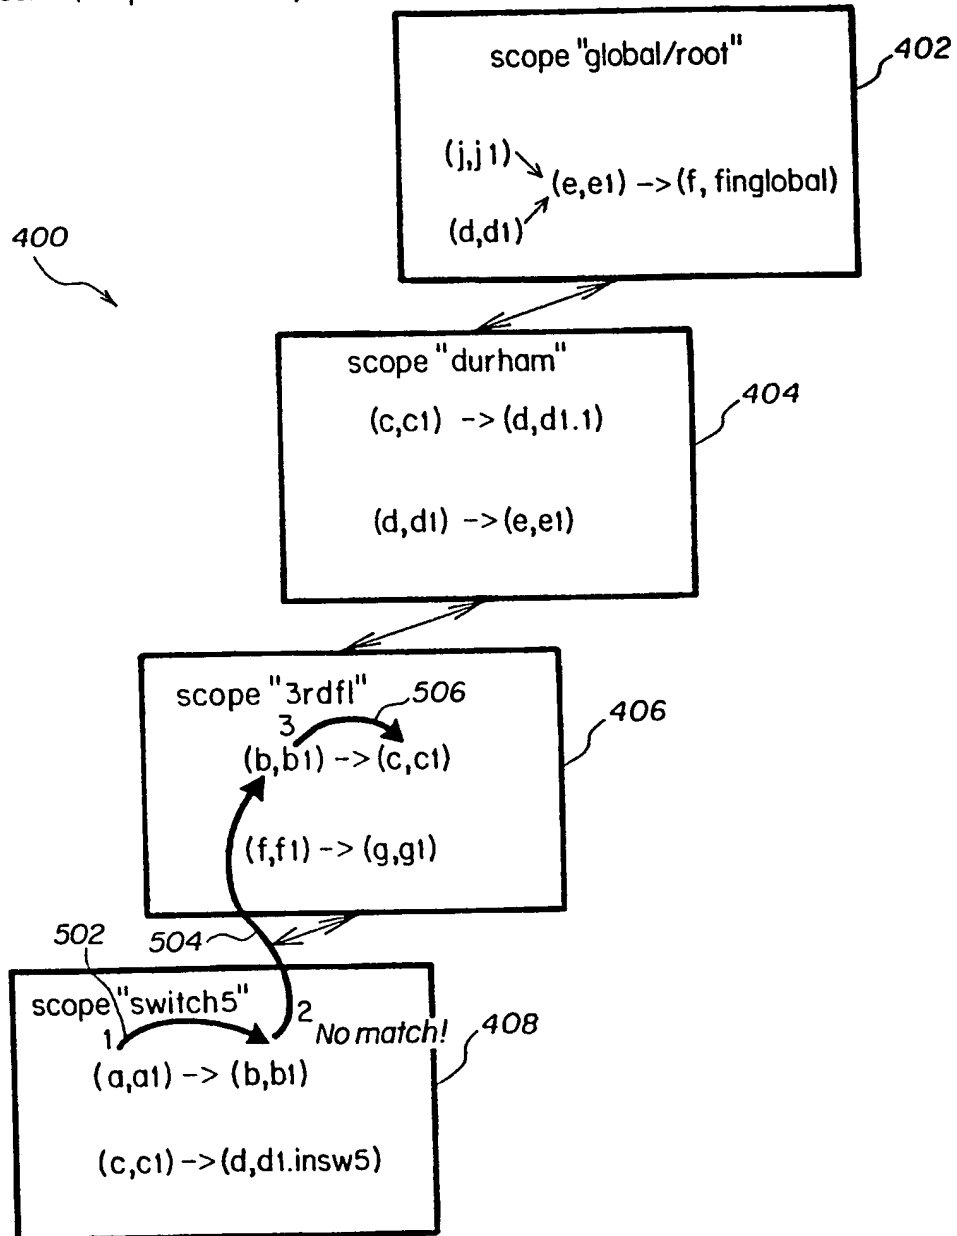 scope "global/root"
402
(j,j1)
(e,e1) -> (f, finglobal)
(d,d1)
400
scope "durham"
404
(c,c1) -> (d,d1.1)
(d,d1) -> (e,e1)
scope "3rdfl"
506
406
3
(b,b1) -> (c,c1)
(f,f1) -> (g,g1)
502
504
scope "switch5"
2
No match!
408
1
(a,a1) -> (b,b1)
(c,c1) -> (d,d1.insw5)